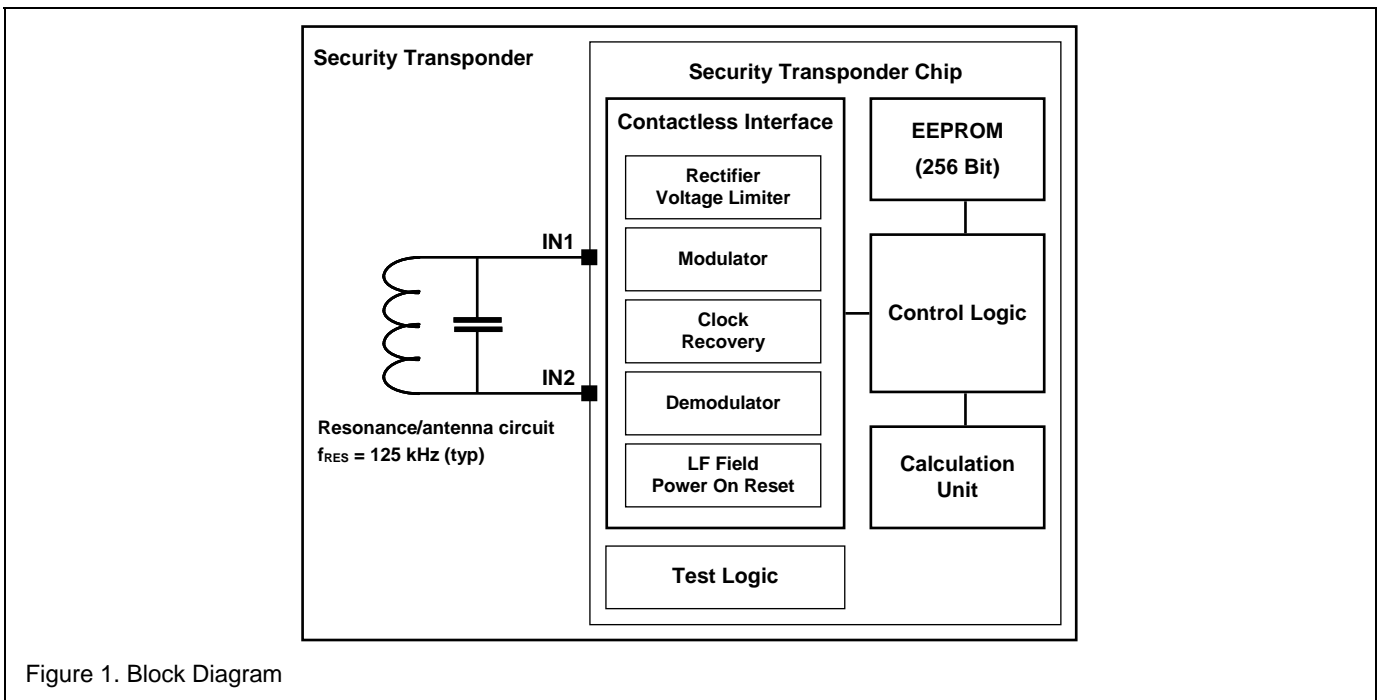 Security Transponder
Security Transponder Chip
Contactless Interface
Rectifier
Voltage Limiter
Modulator
Clock
Recovery
Demodulator
LF Field
Power On Reset
EEPROM
(256 Bit)
Control Logic
Calculation
Unit
Test Logic
IN1
IN2
Resonance/antenna circuit
fRES = 125 kHz (typ)
Figure 1. Block Diagram